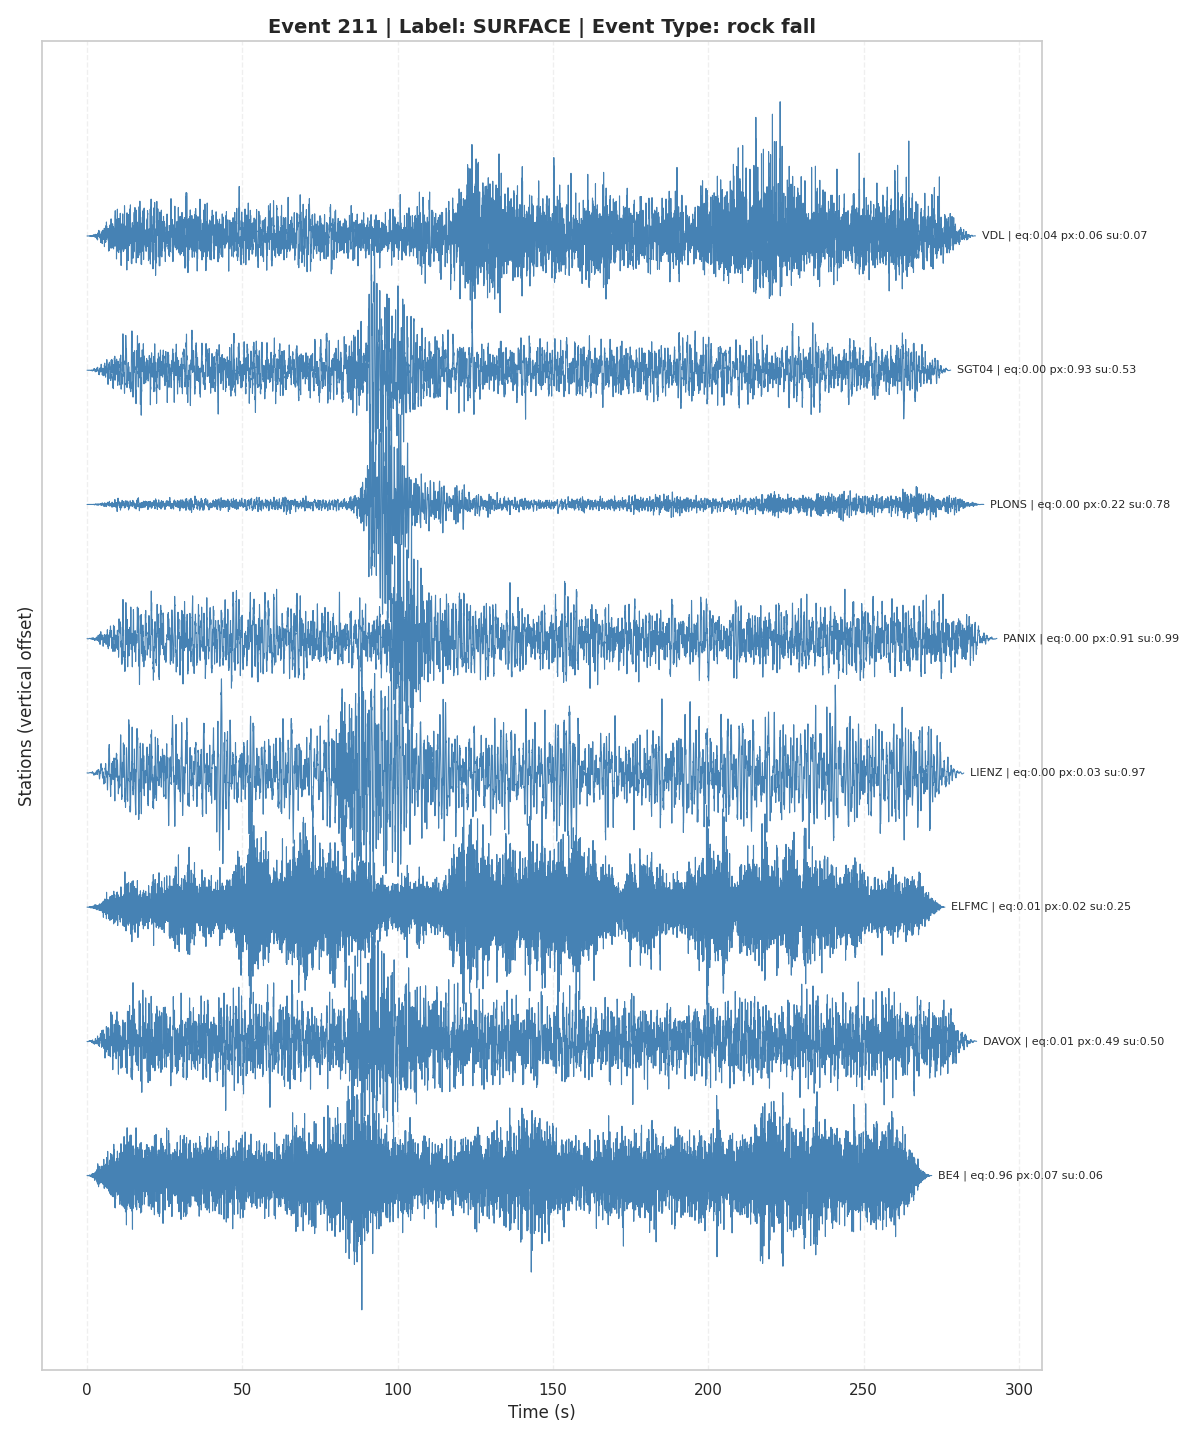 Event 211 | Label: SURFACE | Event Type: rock fall
Stations (vertical offset)
VDL | eq:0.04 px:0.06 su:0.07
SGT04 | eq:0.00 px:0.93 su:0.53
PLONS | eq:0.00 px:0.22 su:0.78
PANIX | eq:0.00 px:0.91 su:0.99
LIENZ | eq:0.00 px:0.03 su:0.97
ELFMC | eq:0.01 px:0.02 su:0.25
DAVOX | eq:0.01 px:0.49 su:0.50
BE4 | eq:0.96 px:0.07 su:0.06
0 50 100 150 200 250 300
Time (s)